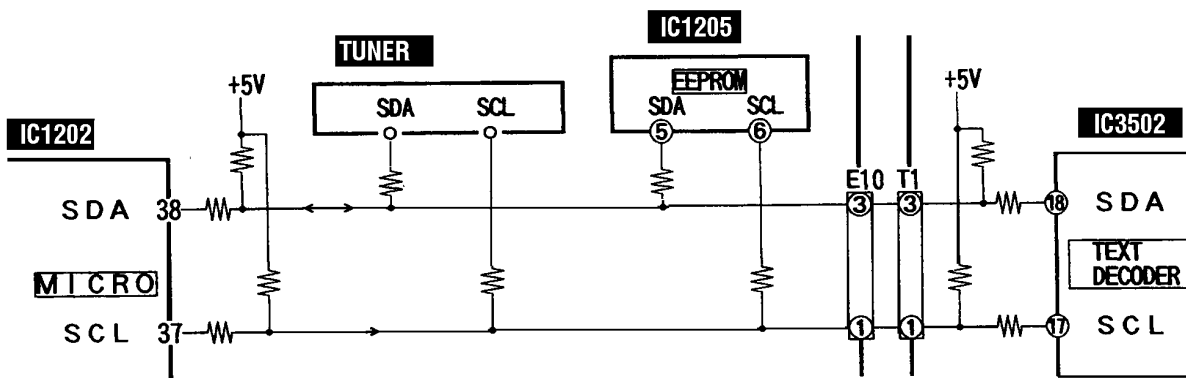 IC1202
SDA 38
MICRO
SCL 37
+5V
TUNER
SDA SCL
IC1205
EEPROM
SDA SCL
5 6
E10 T1
3 3
1 1
+5V
IC3502
18 SDA
TEXT
DECODER
17 SCL